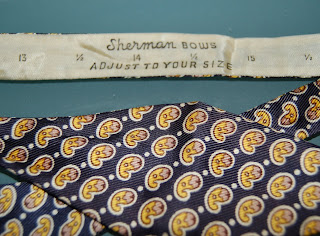 Sherman BOWS
13 ½ 14 ½ 15 ½
ADJUST TO YOUR SIZE